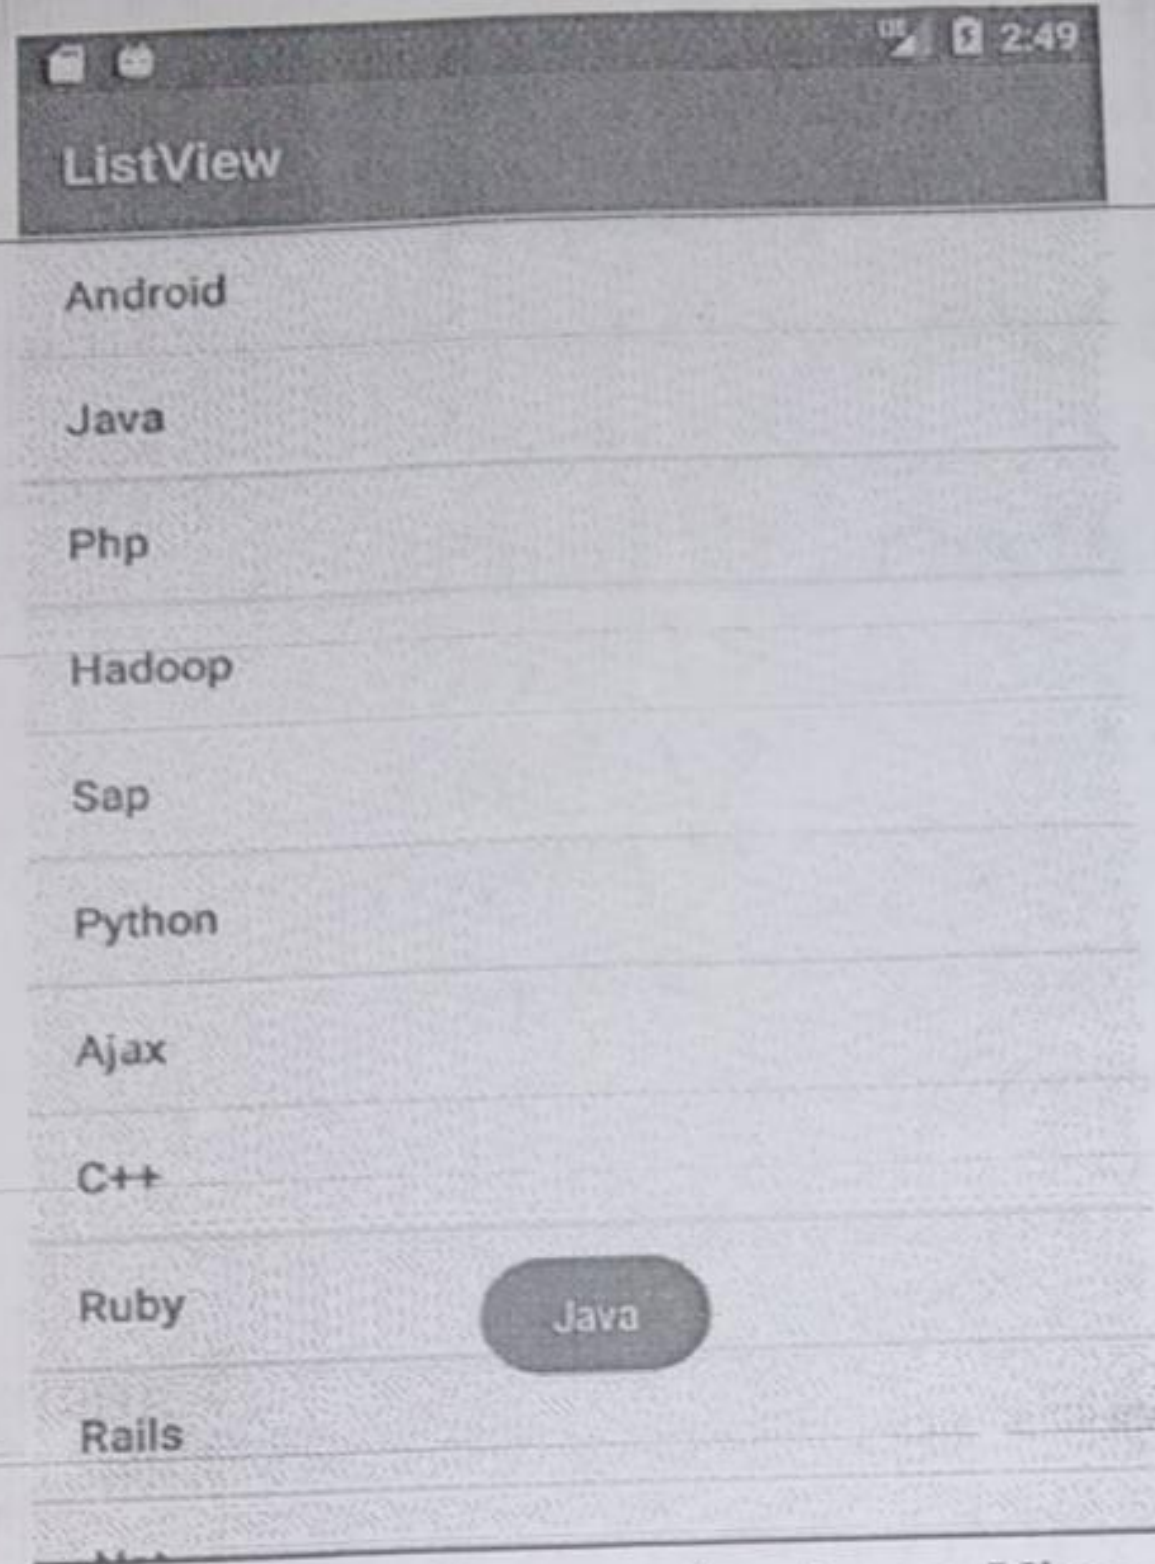 2:49
ListView
Android
Java
Php
Hadoop
Sap
Python
Ajax
C++
Ruby
Java
Rails